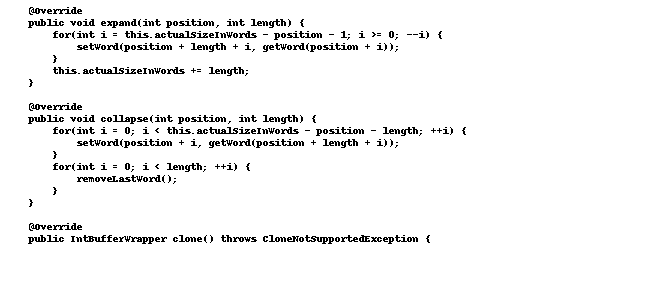 @Override
public void expand(int position, int length) {
for(int i = this.actualSizeInWords - position - 1; i >= 0; --i) {
setWord(position + length + i, getWord(position + i));
}
this.actualSizeInWords += length;
}
@Override
public void collapse(int position, int length) {
for(int i = 0; i < this.actualSizeInWords - position - length; ++i) {
setWord(position + i, getWord(position + length + i));
}
for(int i = 0; i < length; ++i) {
removeLastWord();
}
}
@Override
public IntBufferWrapper clone() throws CloneNotSupportedException {